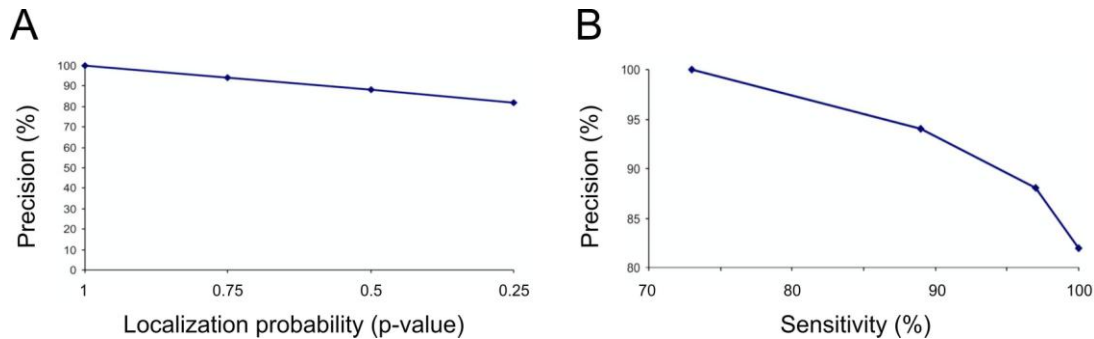 A
Precision (%)
100
90
80
70
60
50
40
30
20
10
0
1 0.75 0.5 0.25
Localization probability (p-value)
B
Precision (%)
100
95
90
85
80
70 80 90 100
Sensitivity (%)